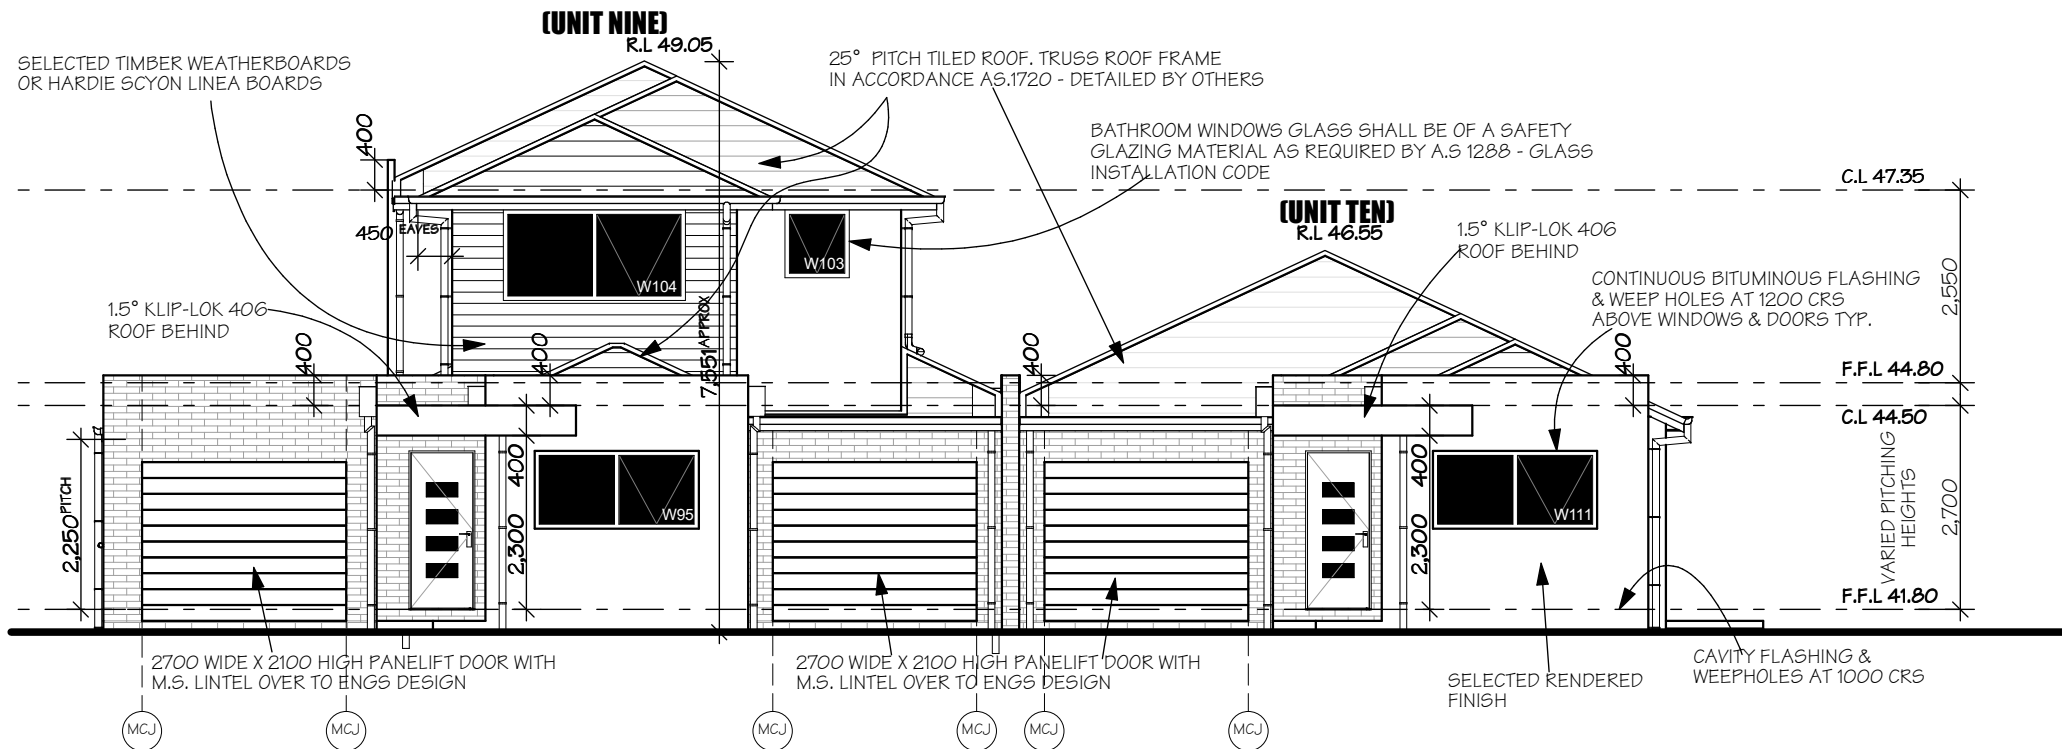 (UNIT NINE)
R.L 49.05
SELECTED TIMBER WEATHERBOARDS
OR HARDIE SCYON LINEA BOARDS
25° PITCH TILED ROOF. TRUSS ROOF FRAME
IN ACCORDANCE AS.1720 - DETAILED BY OTHERS
BATHROOM WINDOWS GLASS SHALL BE OF A SAFETY
GLAZING MATERIAL AS REQUIRED BY A.S 1288 - GLASS
INSTALLATION CODE
400
C.L 47.35
(UNIT TEN)
R.L 46.55
1.5° KLIP-LOK 406
ROOF BEHIND
450 EAVES
W104
W103
CONTINUOUS BITUMINOUS FLASHING
& WEEP HOLES AT 1200 CRS
ABOVE WINDOWS & DOORS TYP.
2,550
1.5° KLIP-LOK 406
ROOF BEHIND
400
400
7,551 APPROX
400
400
F.F.L 44.80
C.L 44.50
2,250 PITCH
400
2,300
W95
400
2,300
W111
VARIED PITCHING
HEIGHTS
2,700
F.F.L 41.80
2700 WIDE X 2100 HIGH PANELIFT DOOR WITH
M.S. LINTEL OVER TO ENGS DESIGN
2700 WIDE X 2100 HIGH PANELIFT DOOR WITH
M.S. LINTEL OVER TO ENGS DESIGN
SELECTED RENDERED
FINISH
CAVITY FLASHING &
WEEPHOLES AT 1000 CRS
MCJ
MCJ
MCJ
MCJ
MCJ
MCJ